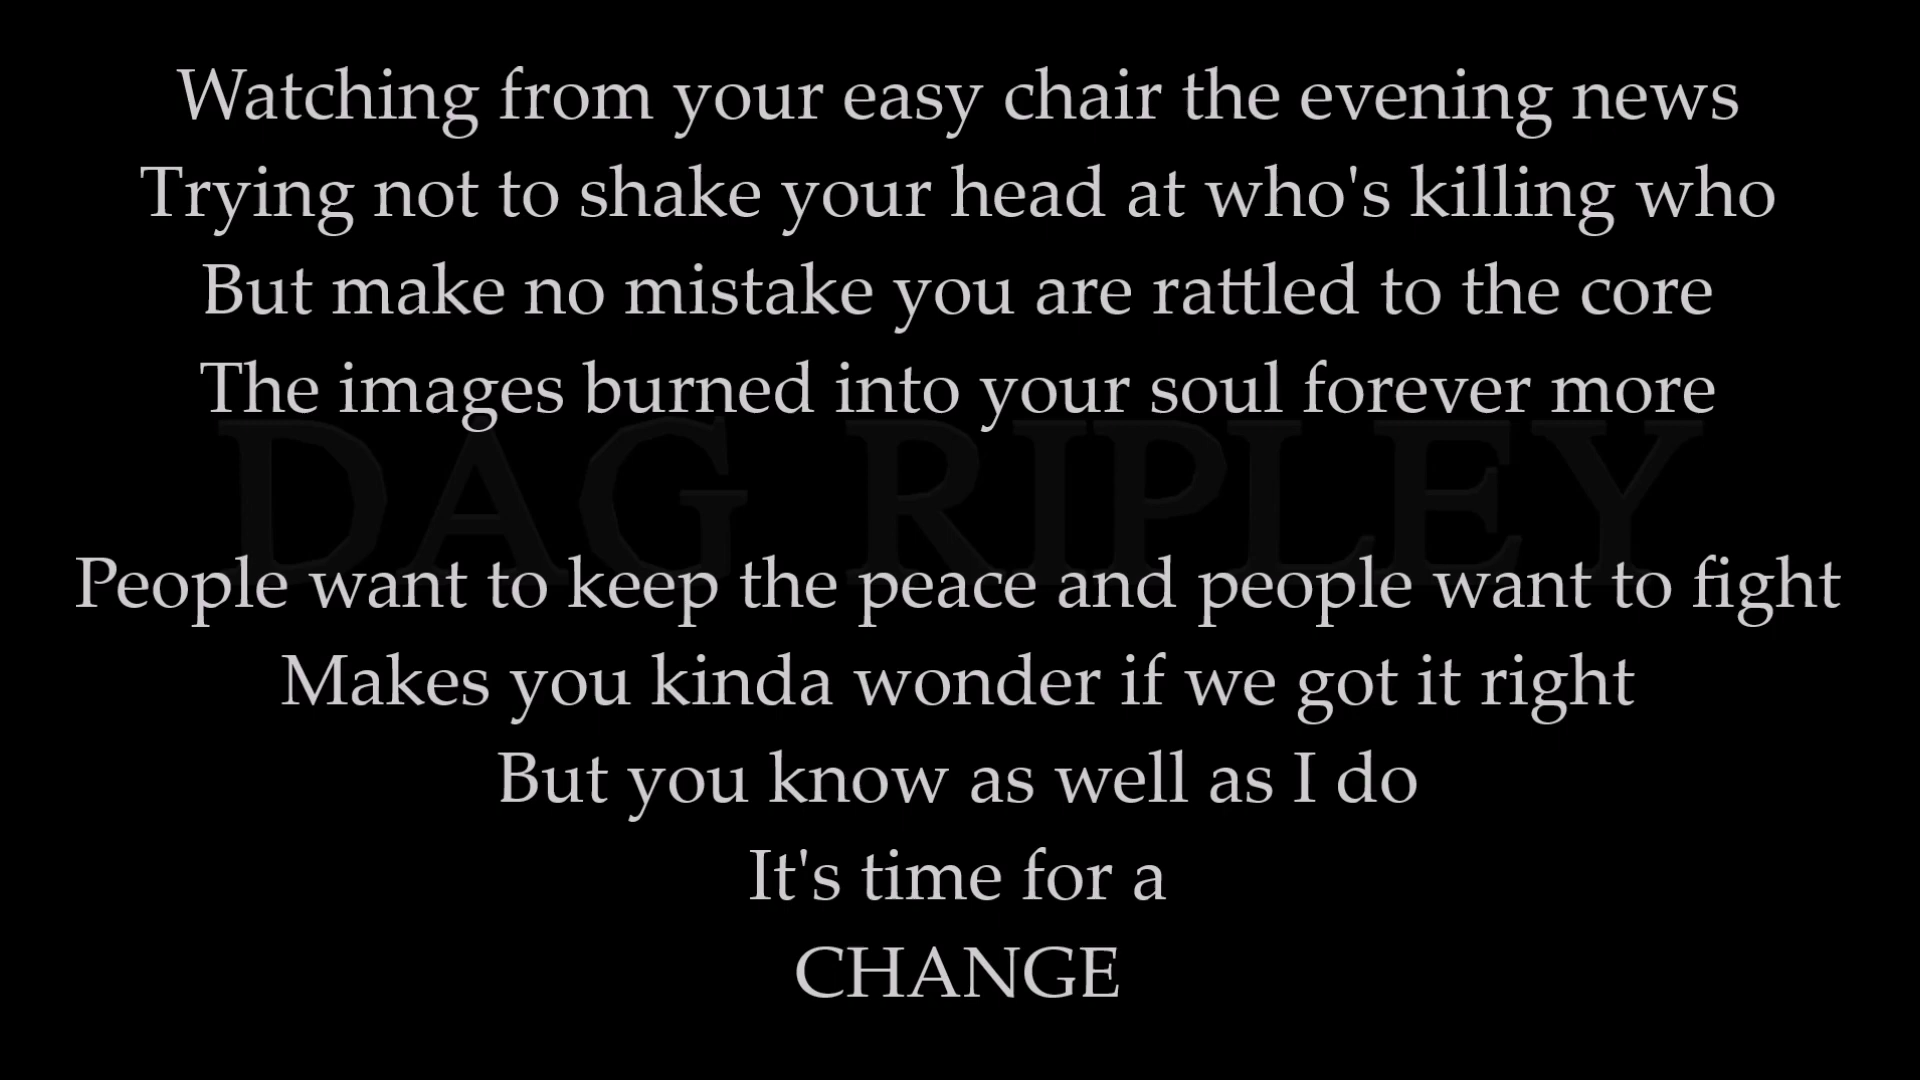 Watching from your easy chair the evening news
Trying not to shake your head at who's killing who
But make no mistake you are rattled to the core
The images burned into your soul forever more
DAG RIPLEY
People want to keep the peace and people want to fight
Makes you kinda wonder if we got it right
But you know as well as I do
It's time for a
CHANGE